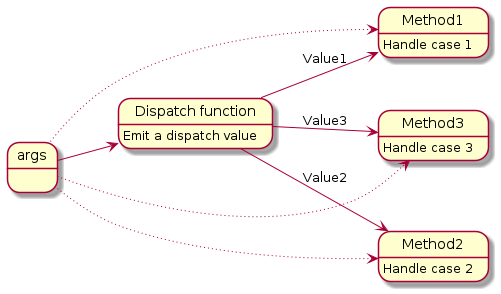 Method1
Handle case 1
Value1
Dispatch function
Emit a dispatch value
Value3
Method3
Handle case 3
args
Value2
Method2
Handle case 2